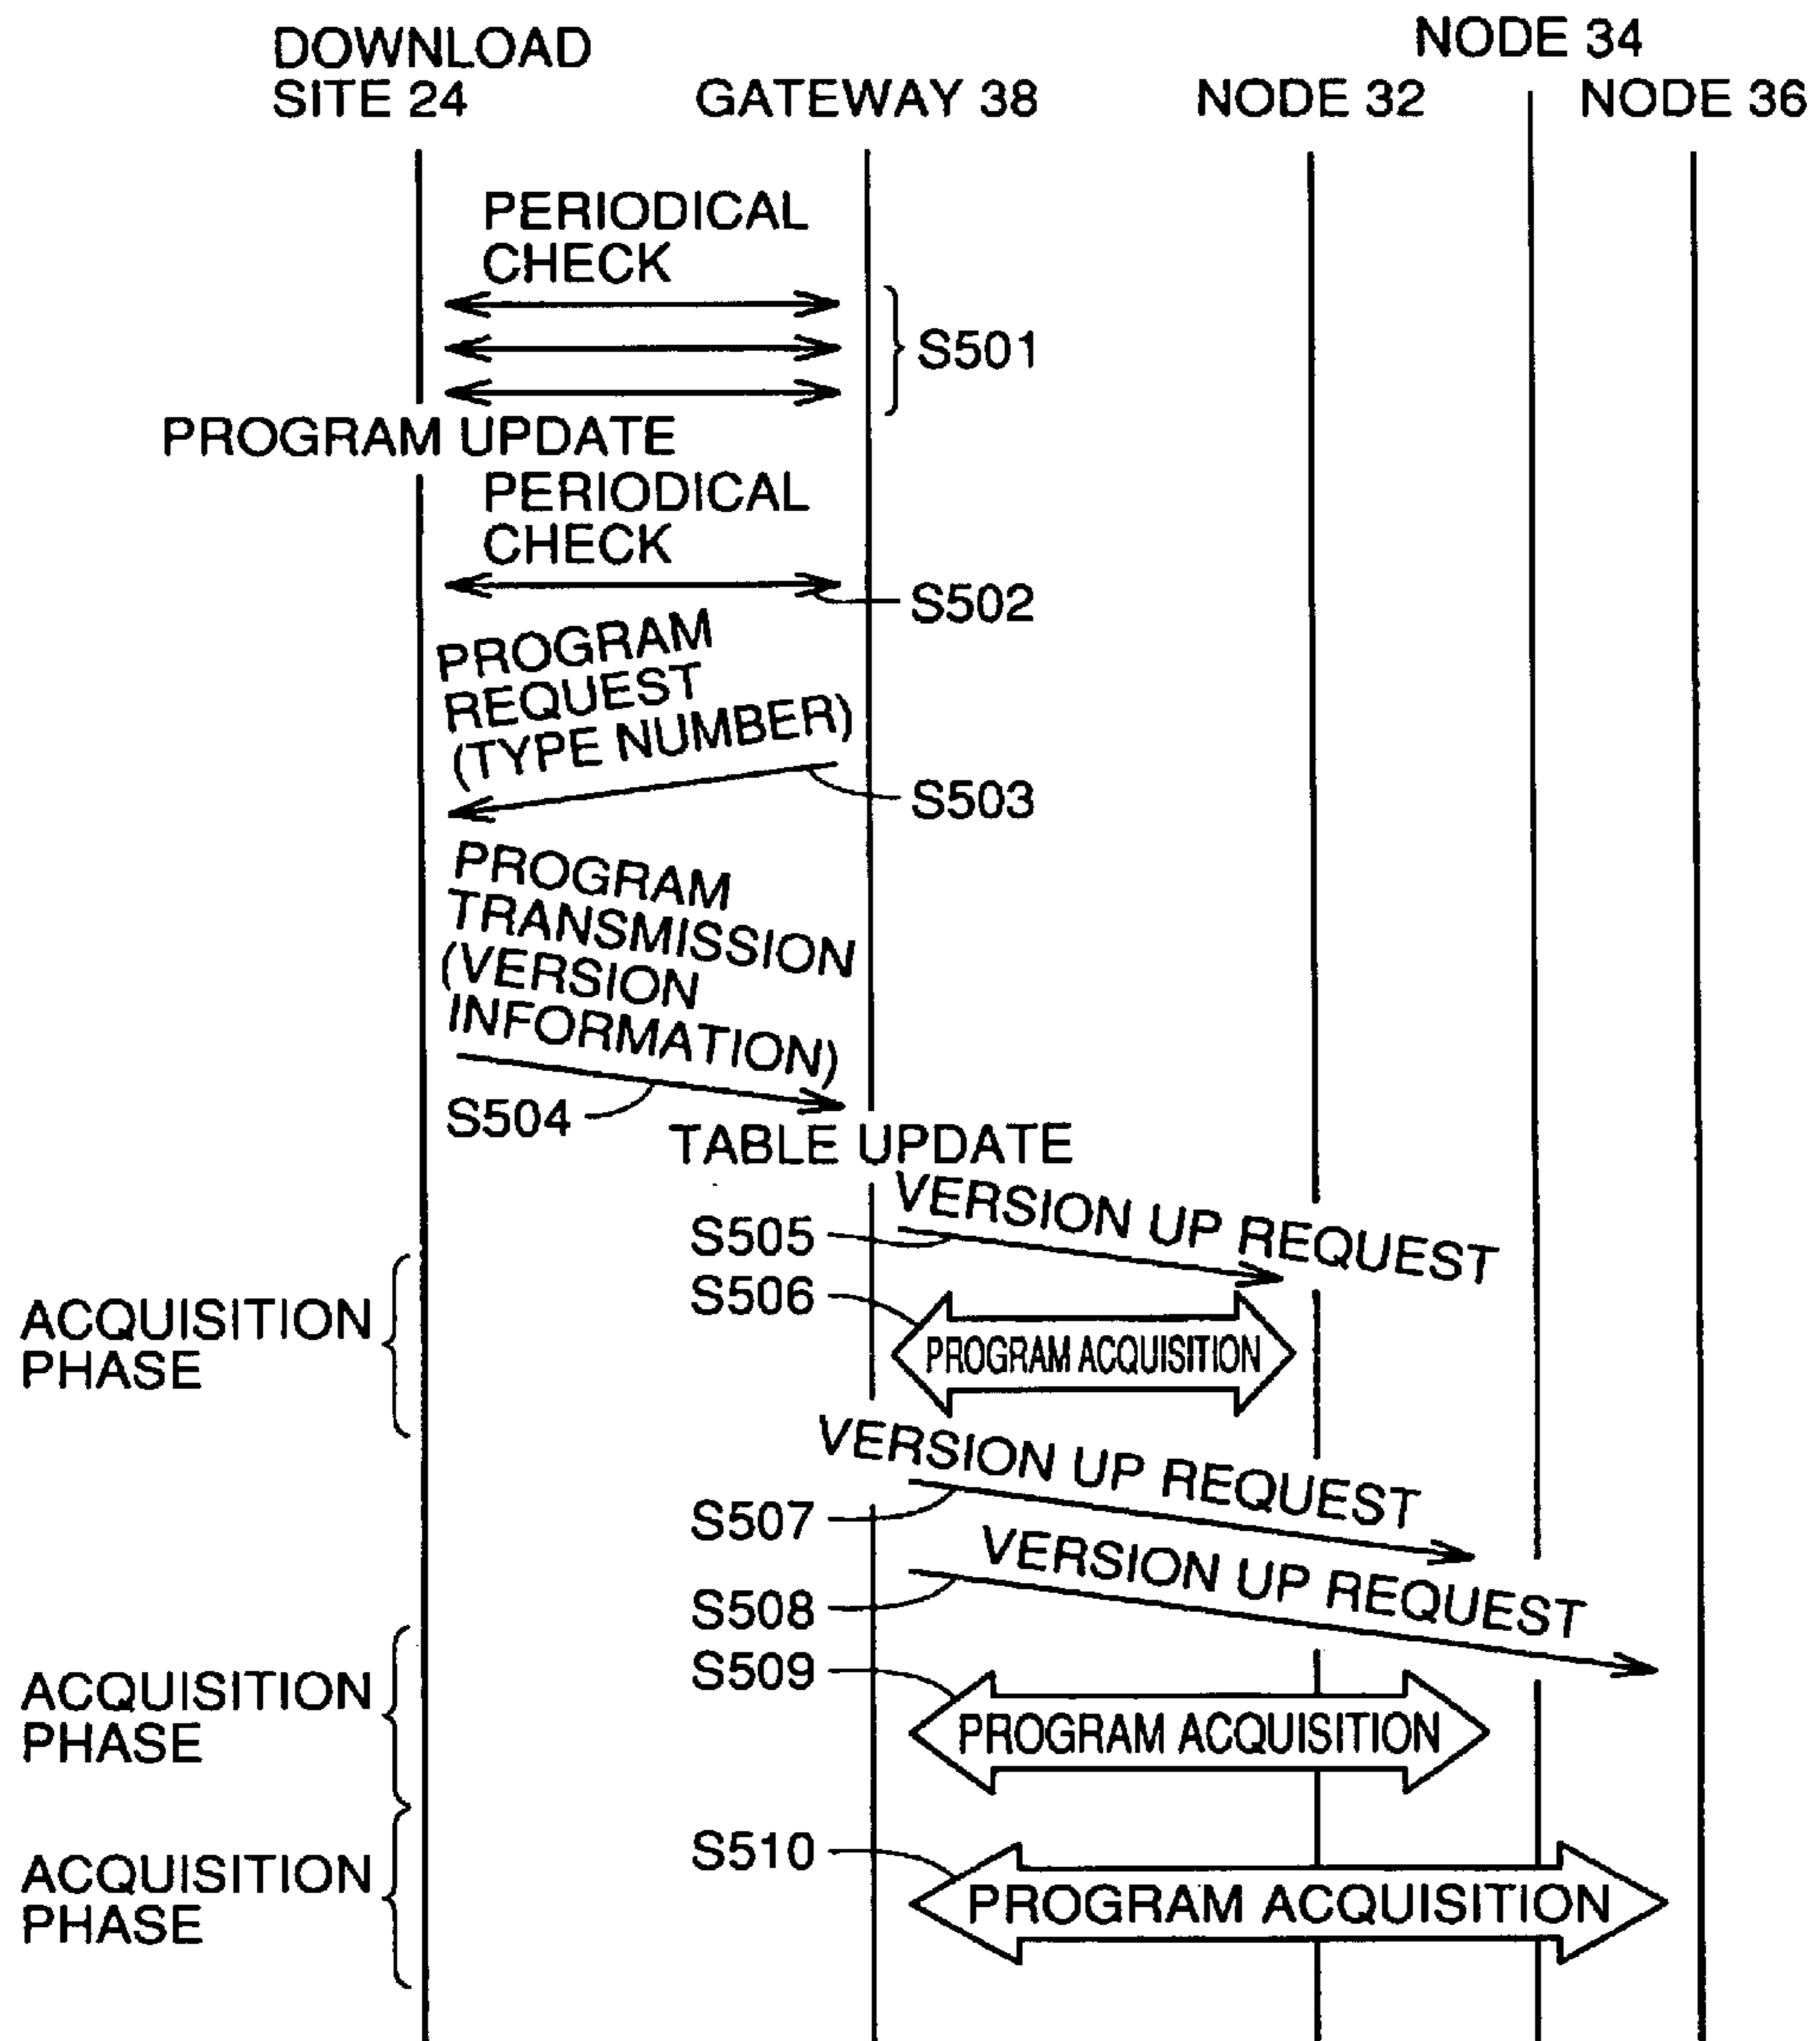 DOWNLOAD
SITE 24
GATEWAY 38
NODE 32
NODE 34
NODE 36
PERIODICAL
CHECK
S501
PROGRAM UPDATE
PERIODICAL
CHECK
S502
PROGRAM
REQUEST
(TYPE NUMBER)
S503
PROGRAM
TRANSMISSION
(VERSION
INFORMATION)
S504
TABLE UPDATE
VERSION UP REQUEST
S505
S506
ACQUISITION
PHASE
PROGRAM ACQUISITION
VERSION UP REQUEST
S507
VERSION UP REQUEST
S508
S509
ACQUISITION
PHASE
PROGRAM ACQUISITION
S510
ACQUISITION
PHASE
PROGRAM ACQUISITION